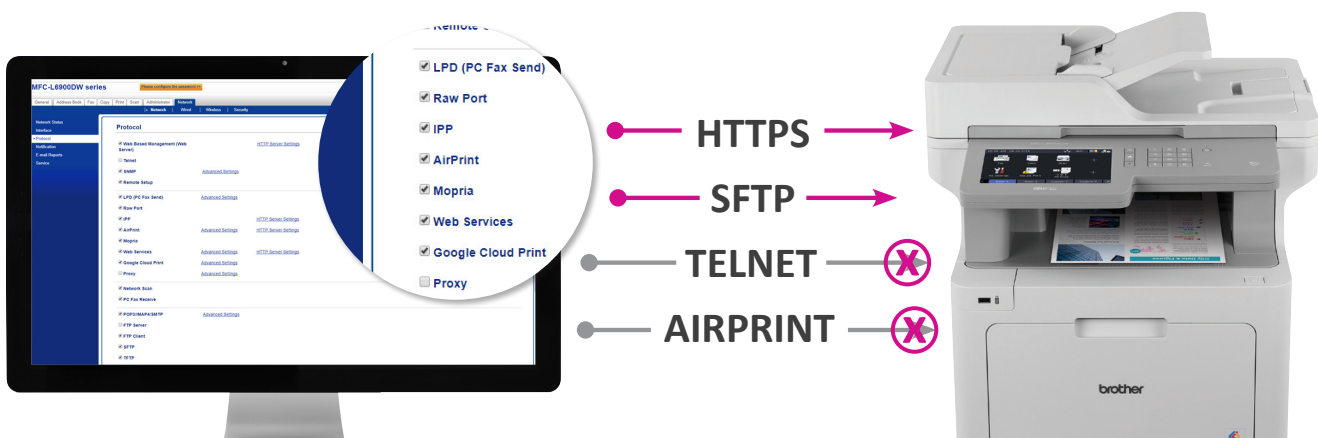 MFC-L6900DW series
Please configure the password >>
General Address Book Fax Copy Print Scan Administrator Network
Network Wired Wireless Security
Network Status
Interface
Protocol
Notification
E-mail Reports
Service
Protocol
Web Based Management (Web Server) HTTP Server Settings
Telnet
SNMP Advanced Settings
Remote Setup
LPD (PC Fax Send) Advanced Settings
Raw Port
IPP HTTP Server Settings
AirPrint Advanced Settings HTTP Server Settings
Mopria
Web Services Advanced Settings HTTP Server Settings
Google Cloud Print Advanced Settings
Proxy Advanced Settings
Network Scan
PC Fax Receive
POP3/IMAP4/SMTP Advanced Settings
FTP Server
FTP Client
SFTP
TFTP
LPD (PC Fax Send)
Raw Port
IPP
AirPrint
Mopria
Web Services
Google Cloud Print
Proxy
HTTPS
SFTP
TELNET X
AIRPRINT X
brother